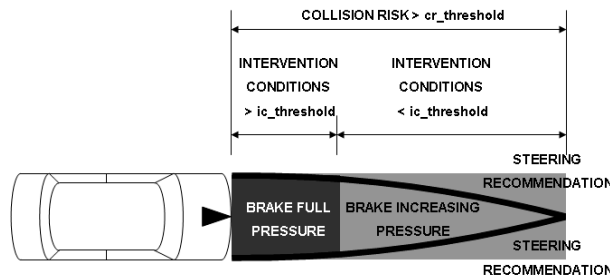 COLLISION RISK > cr_threshold
INTERVENTION
CONDITIONS
> ic_threshold
INTERVENTION
CONDITIONS
< ic_threshold
STEERING
RECOMMENDATION
BRAKE FULL
PRESSURE
BRAKE INCREASING
PRESSURE
STEERING
RECOMMENDATION